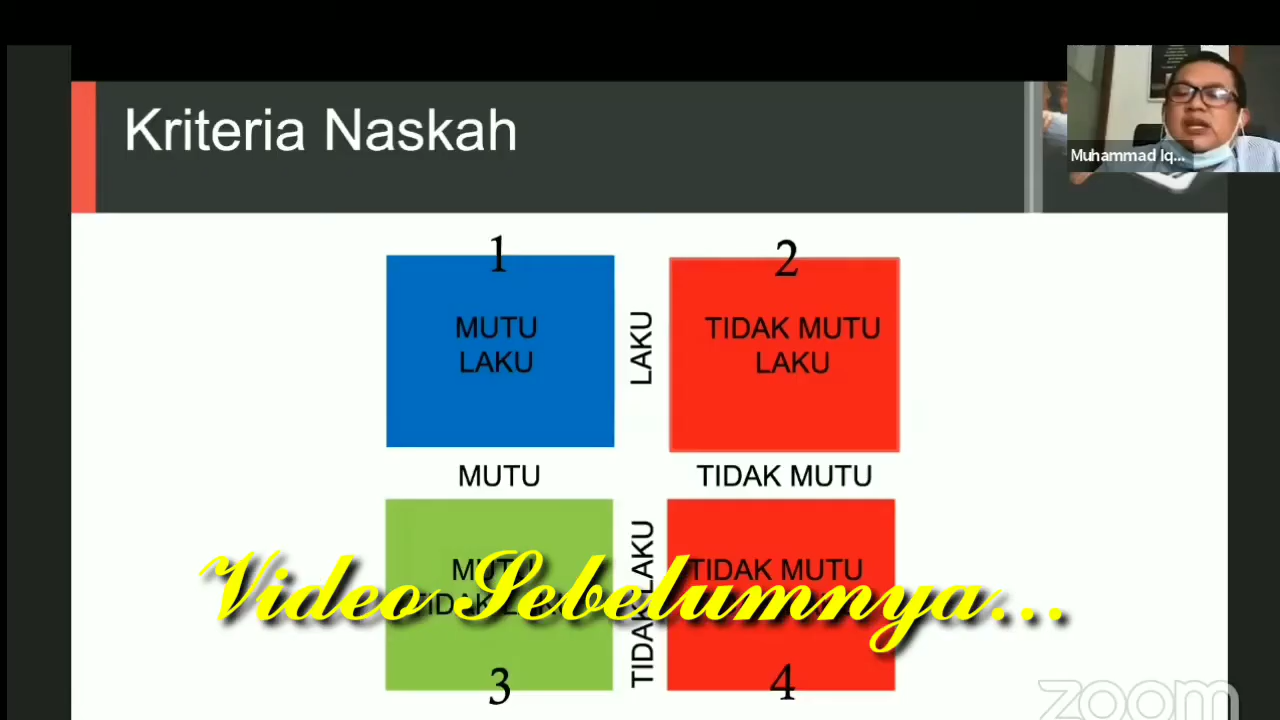 Kriteria Naskah
Muhammad Iq...
1
2
MUTU
LAKU
LAKU
TIDAK MUTU
LAKU
MUTU
TIDAK MUTU
MUTU
TIDAK LAKU
TIDAK MUTU
Video Sebelumnya...
3
4
zoom